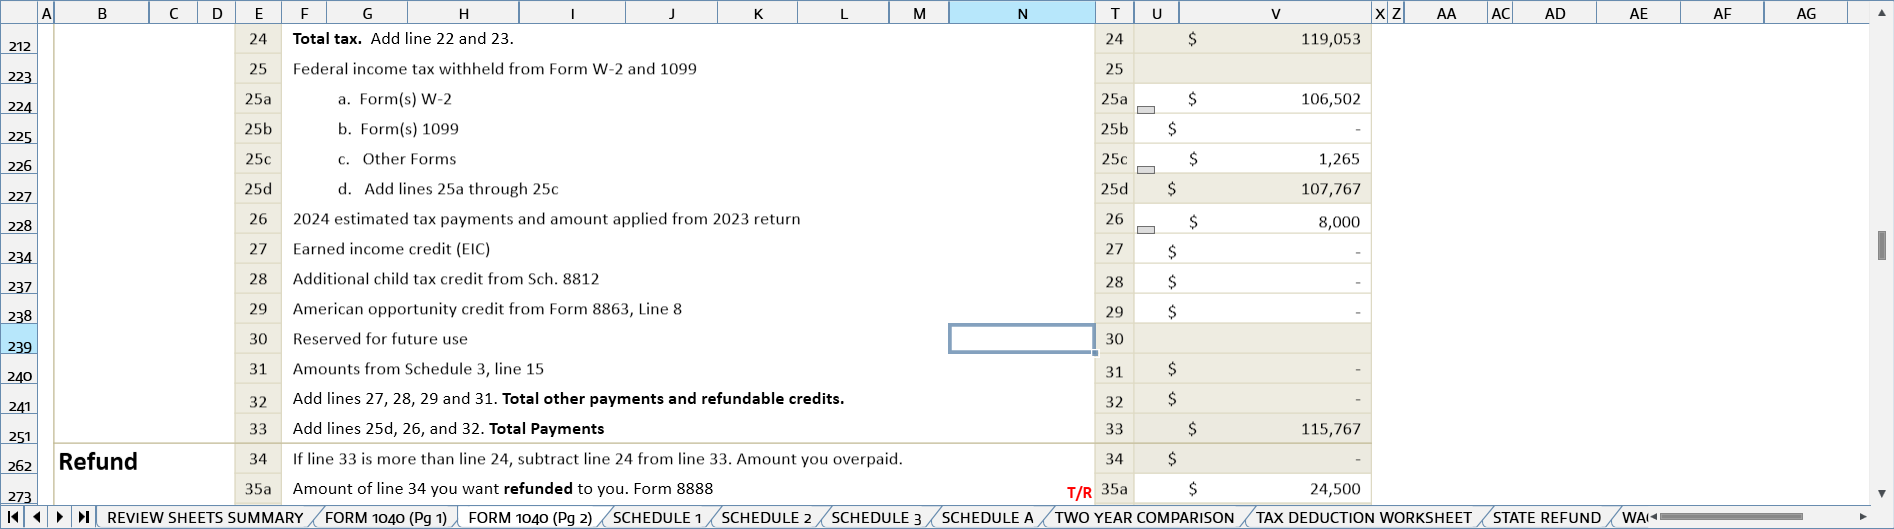 A B C D E F G H I J K L M N T U V X Z AA AC AD AE AF AG
212 24 Total tax. Add line 22 and 23. 24 $ 119,053
223 25 Federal income tax withheld from Form W-2 and 1099 25
224 25a a. Form(s) W-2 25a $ 106,502
225 25b b. Form(s) 1099 25b $ -
226 25c c. Other Forms 25c $ 1,265
227 25d d. Add lines 25a through 25c 25d $ 107,767
228 26 2024 estimated tax payments and amount applied from 2023 return 26 $ 8,000
234 27 Earned income credit (EIC) 27 $ -
237 28 Additional child tax credit from Sch. 8812 28 $ -
238 29 American opportunity credit from Form 8863, Line 8 29 $ -
239 30 Reserved for future use 30
240 31 Amounts from Schedule 3, line 15 31 $ -
241 32 Add lines 27, 28, 29 and 31. Total other payments and refundable credits. 32 $ -
251 33 Add lines 25d, 26, and 32. Total Payments 33 $ 115,767
262 Refund 34 If line 33 is more than line 24, subtract line 24 from line 33. Amount you overpaid. 34 $ -
273 35a Amount of line 34 you want refunded to you. Form 8888 T/R 35a $ 24,500
REVIEW SHEETS SUMMARY FORM 1040 (Pg 1) FORM 1040 (Pg 2) SCHEDULE 1 SCHEDULE 2 SCHEDULE 3 SCHEDULE A TWO YEAR COMPARISON TAX DEDUCTION WORKSHEET STATE REFUND WA